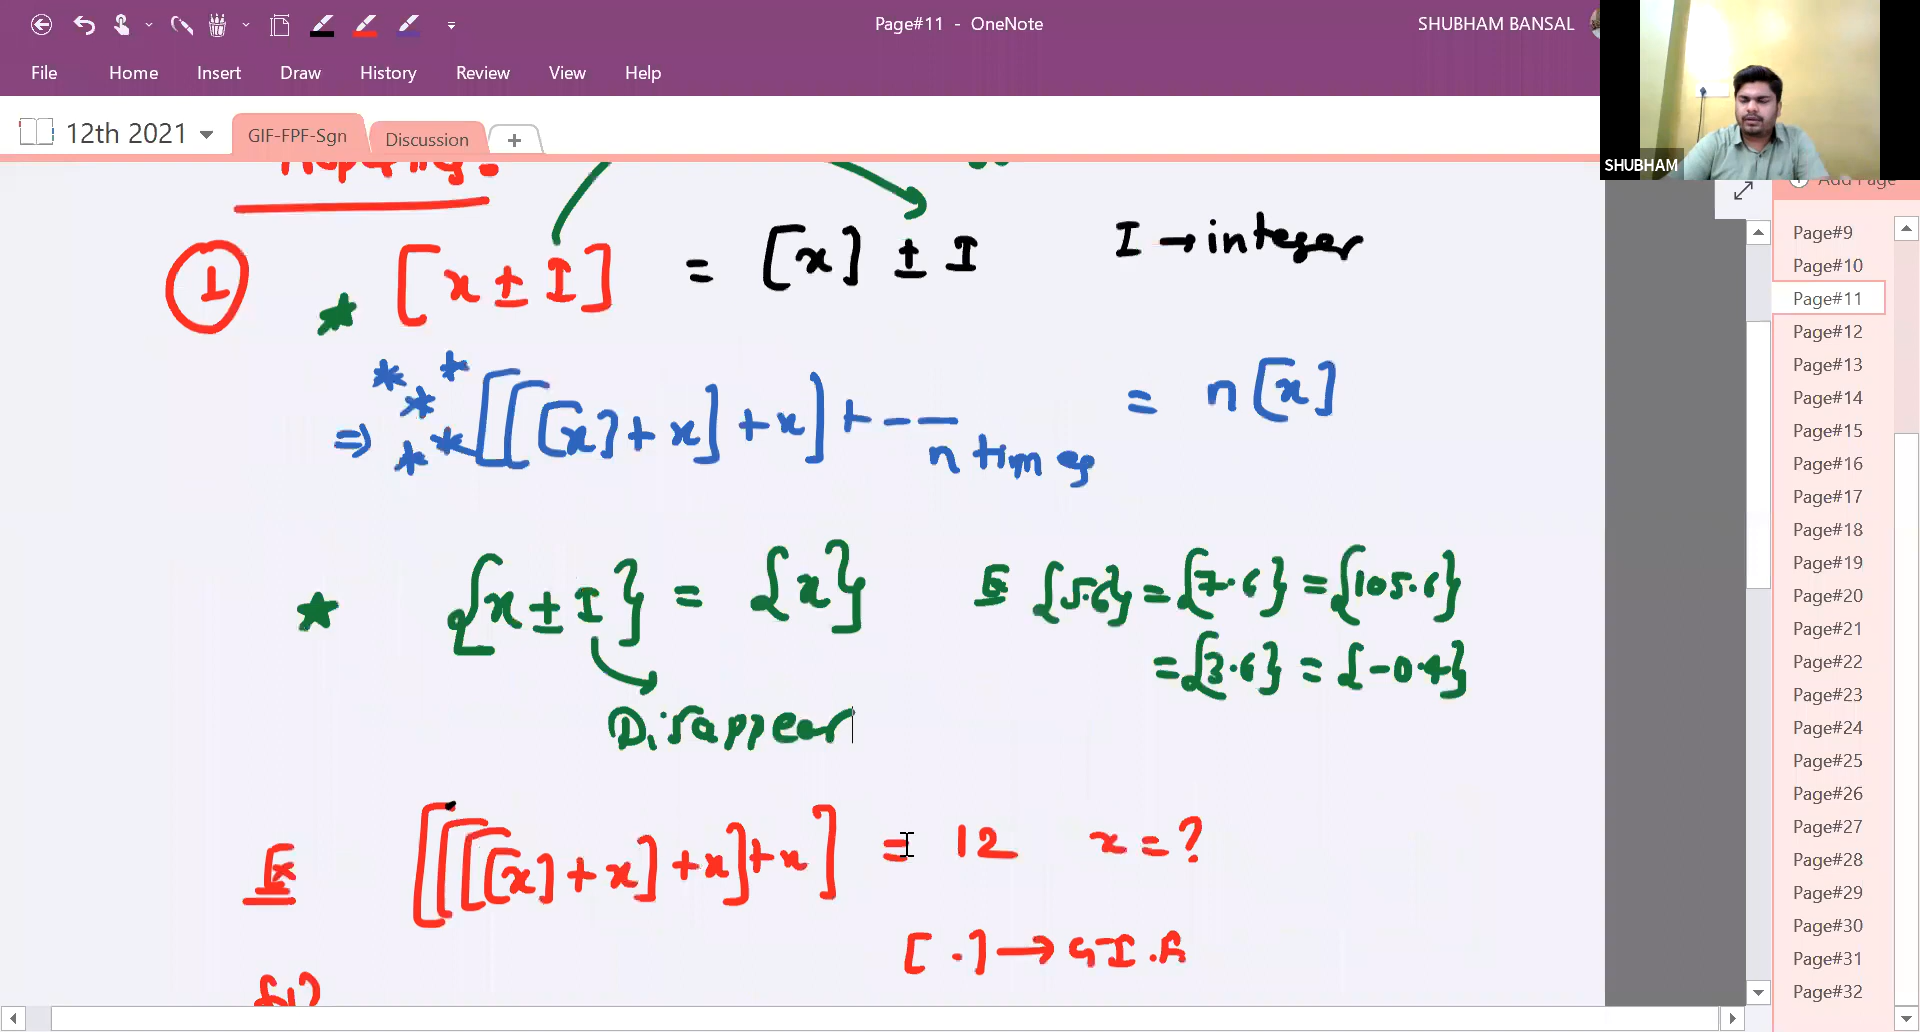 Page#11 - OneNote
SHUBHAM BANSAL
File Home Insert Draw History Review View Help
SHUBHAM
12th 2021
GIF-FPF-Sgn
Discussion
Add Page
① [x ± I] = [x] ± I I → integer
⇒ [[[x] + x] + x] + - - n times = n[x]
{x ± I} = {x} E {5.6} = {7.6} = {105.6}
= {3.6} = {-0.4}
Disappear
Ex [[[[x] + x] + x] + x] = 12 x = ?
[.] → G.I.F
Page#9
Page#10
Page#11
Page#12
Page#13
Page#14
Page#15
Page#16
Page#17
Page#18
Page#19
Page#20
Page#21
Page#22
Page#23
Page#24
Page#25
Page#26
Page#27
Page#28
Page#29
Page#30
Page#31
Page#32